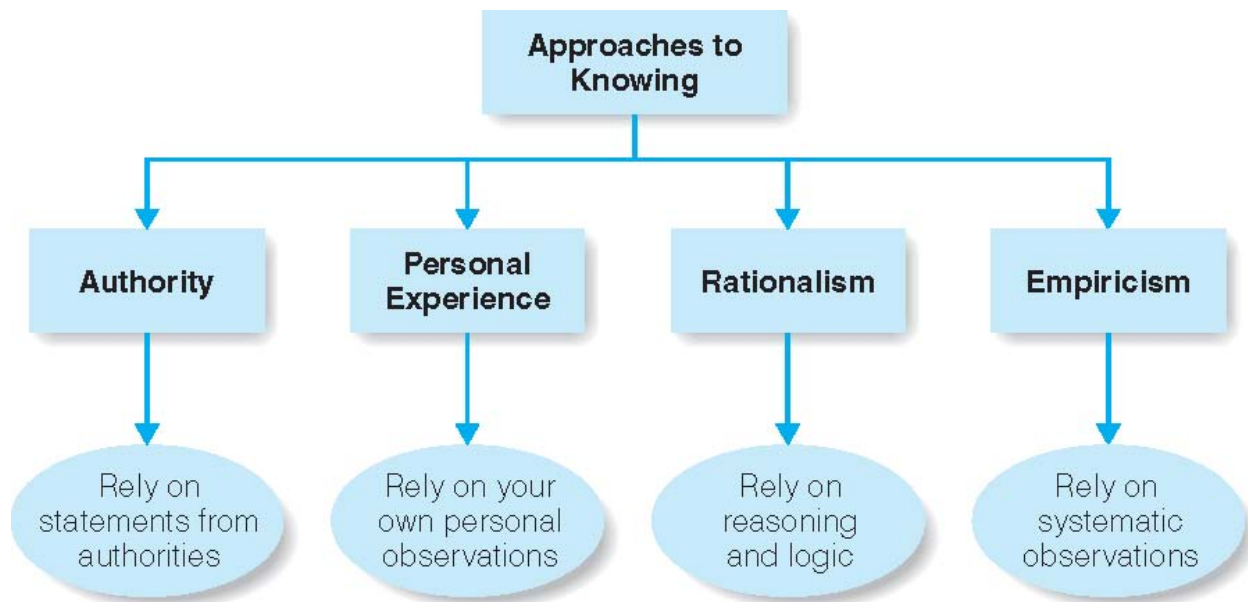 Approaches to
Knowing
Authority
Personal
Experience
Rationalism
Empiricism
Rely on
statements from
authorities
Rely on your
own personal
observations
Rely on
reasoning
and logic
Rely on
systematic
observations